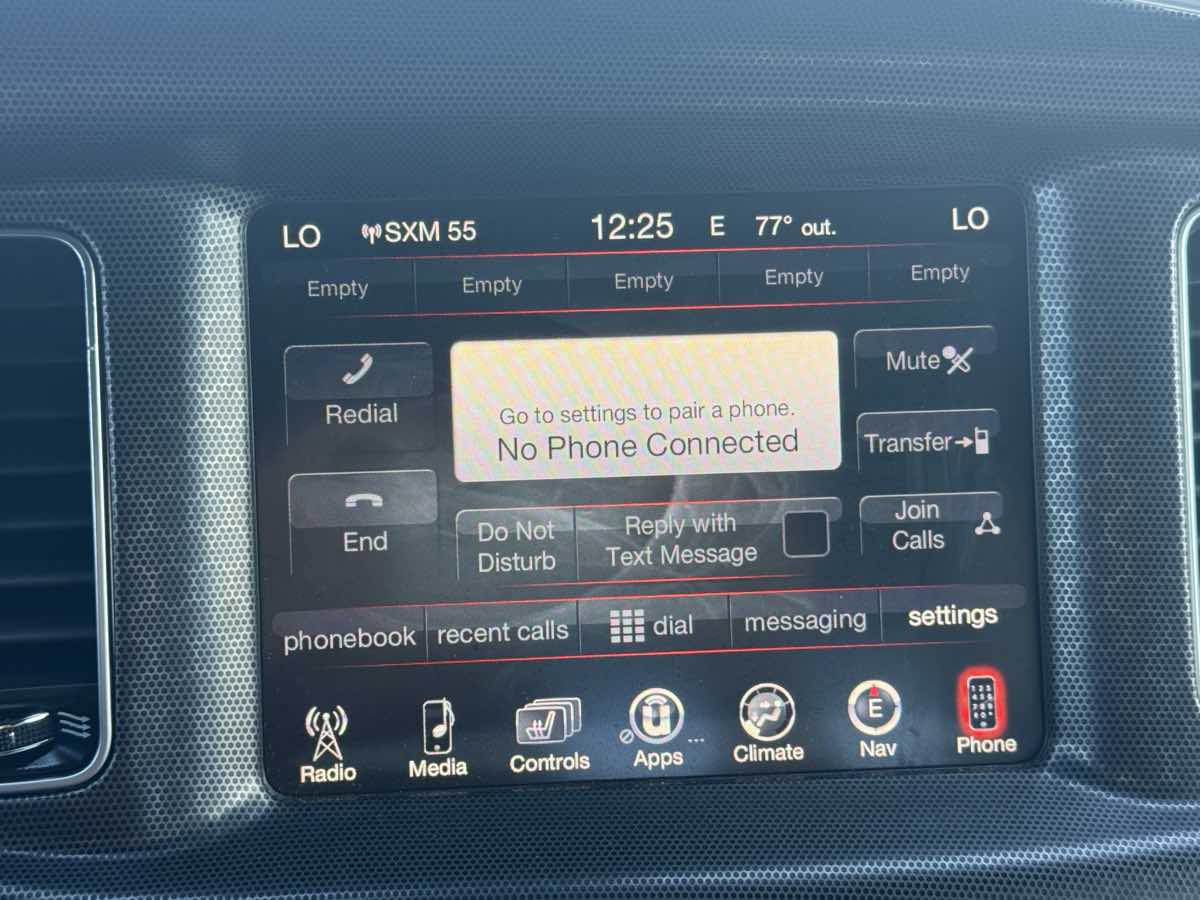 LO SXM 55 12:25 E 77° out. LO
Empty Empty Empty Empty Empty
Redial
Go to settings to pair a phone.
No Phone Connected
Mute
Transfer
End
Do Not
Disturb
Reply with
Text Message
Join
Calls
phonebook recent calls dial messaging settings
Radio Media Controls Apps ... Climate E Nav Phone